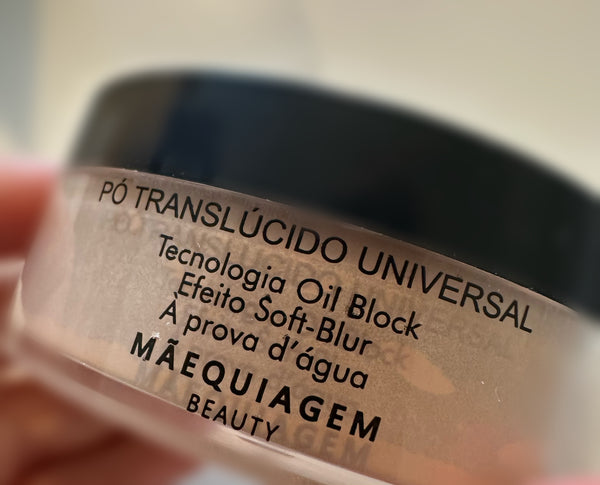 PÓ TRANSLÚCIDO UNIVERSAL
Tecnologia Oil Block
Efeito Soft-Blur
À prova d'água
MÃEQUIAGEM
BEAUTY